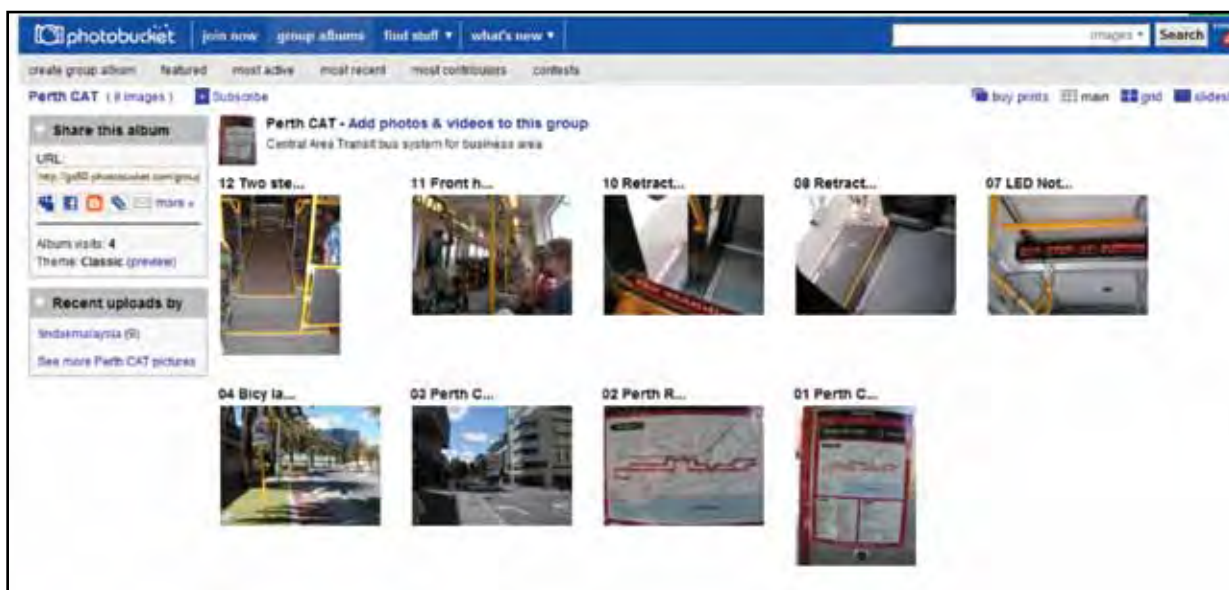 photobucket join now group albums find stuff what's new images Search
create group album featured most active most recent most contributors contests
Perth CAT Subscribe buy prints main grid
Share this album
URL:
more »
Album visits: 4
Theme: Classic (preview)
Recent uploads by
See more Perth CAT pictures
Perth CAT - Add photos & videos to this group
Central Area Transit bus system for business area
12 Two ste...
11 Front h...
10 Retract...
08 Retract...
07 LED Not...
04 Bicy la...
03 Perth C...
02 Perth R...
01 Perth C...